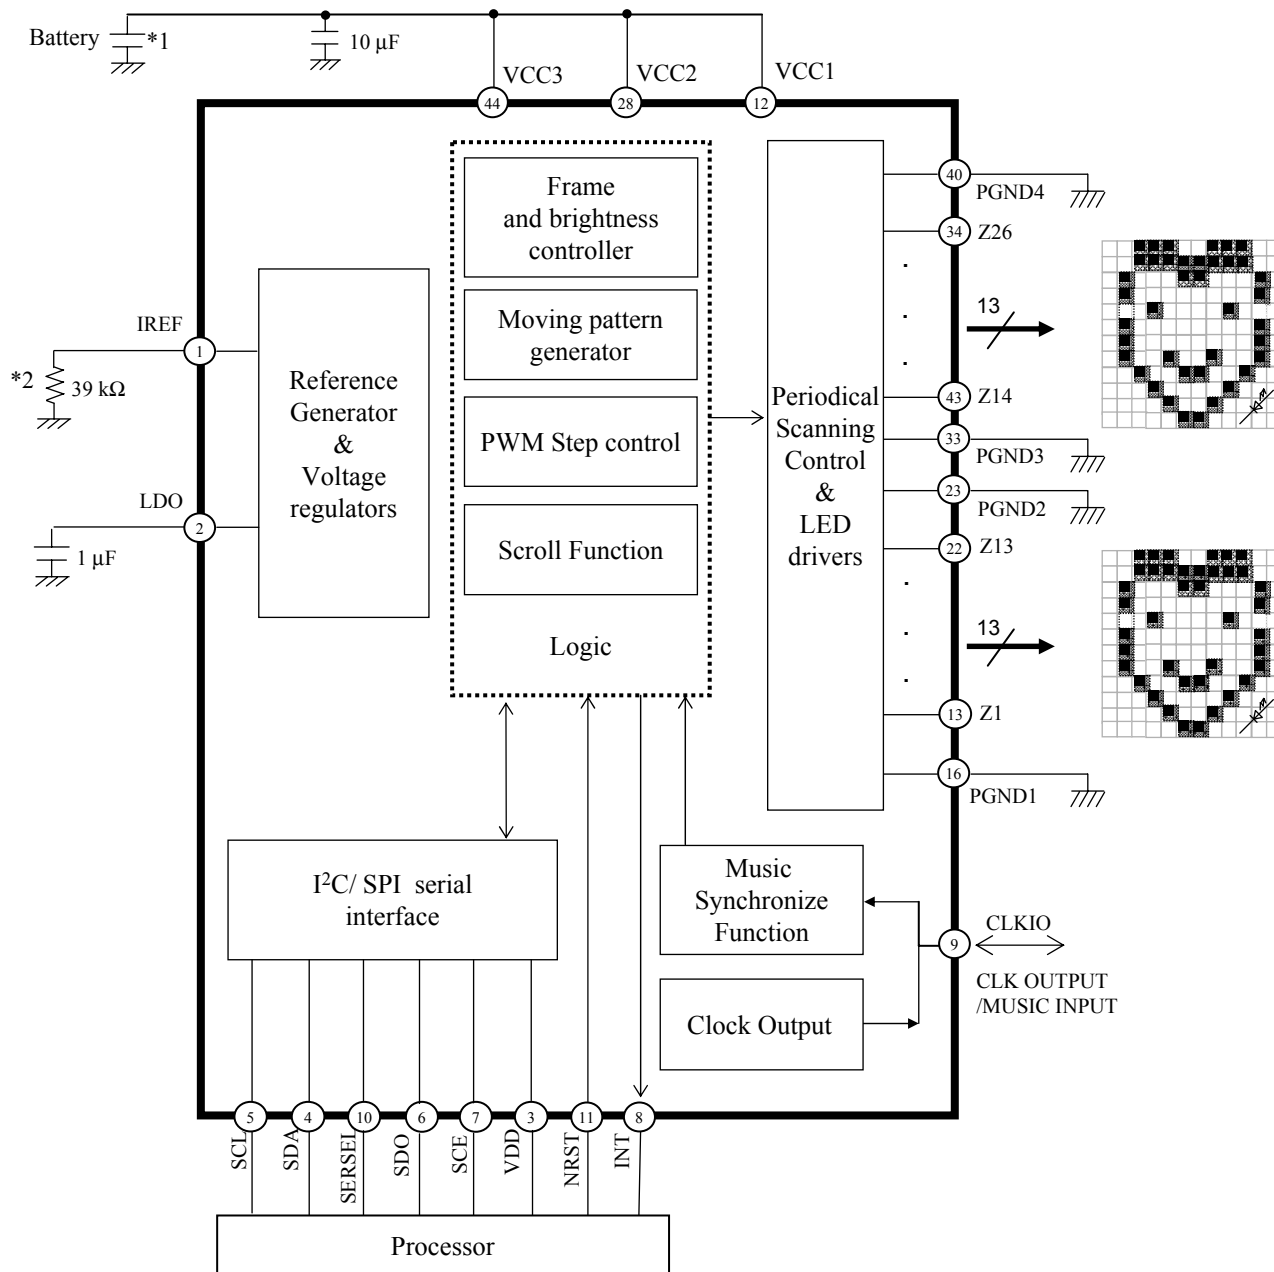 Battery
*1
10 µF
VCC3
VCC2
VCC1
44
28
12
Frame
and brightness
controller
Moving pattern
generator
PWM Step control
Scroll Function
Logic
IREF
1
*2
39 kΩ
LDO
2
1 µF
Reference
Generator
&
Voltage
regulators
Periodical
Scanning
Control
&
LED
drivers
40
PGND4
34
Z26
13
43
Z14
33
PGND3
23
PGND2
22
Z13
13
13
Z1
16
PGND1
I²C/ SPI serial
interface
Music
Synchronize
Function
Clock Output
9
CLKIO
CLK OUTPUT
/MUSIC INPUT
5
4
10
6
7
3
11
8
SCL
SDA
SERSEL
SDO
SCE
VDD
NRST
INT
Processor